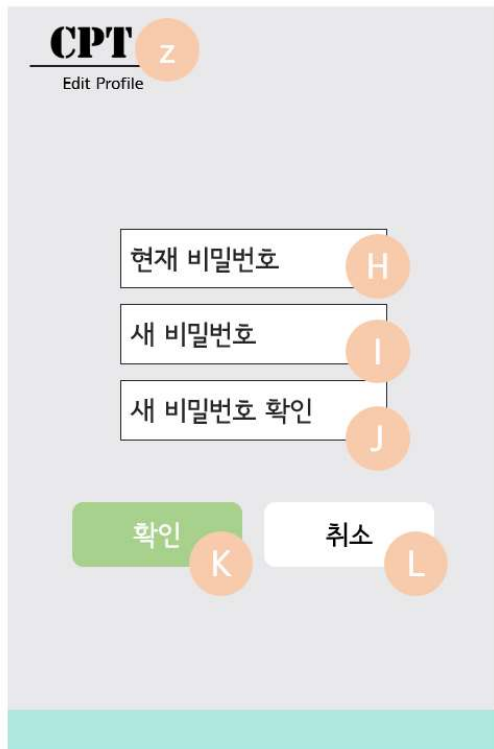 CPT z
Edit Profile
현재 비밀번호 H
새 비밀번호 I
새 비밀번호 확인 J
확인 K 취소 L